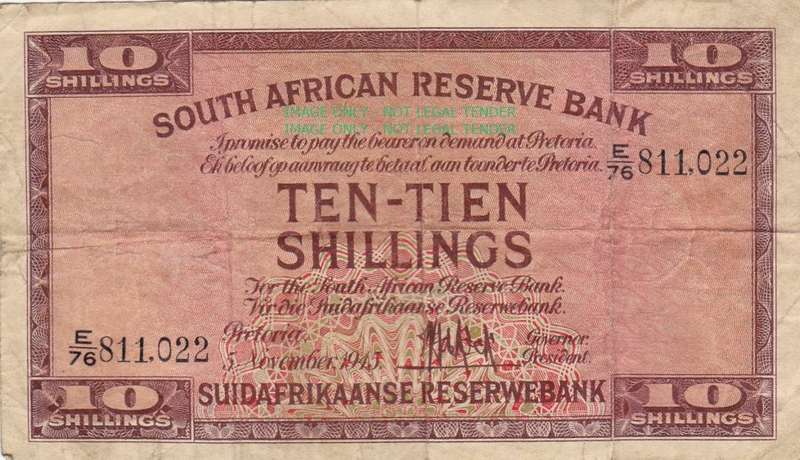 10
SHILLINGS
10
SHILLINGS
SOUTH AFRICAN RESERVE BANK
IMAGE ONLY - NOT LEGAL TENDER
IMAGE ONLY - NOT LEGAL TENDER
I promise to pay the bearer on demand at Pretoria.
Ek beloof op aanvraag te betaal aan toonder te Pretoria.
E/76 811,022
TEN-TIEN
SHILLINGS
For the South African Reserve Bank.
Vir die Suidafrikaanse Reserwebank.
Pretoria
5. November, 1945.
Governor.
President.
E/76 811,022
SUIDAFRIKAANSE RESERWEBANK
10
SHILLINGS
10
SHILLINGS